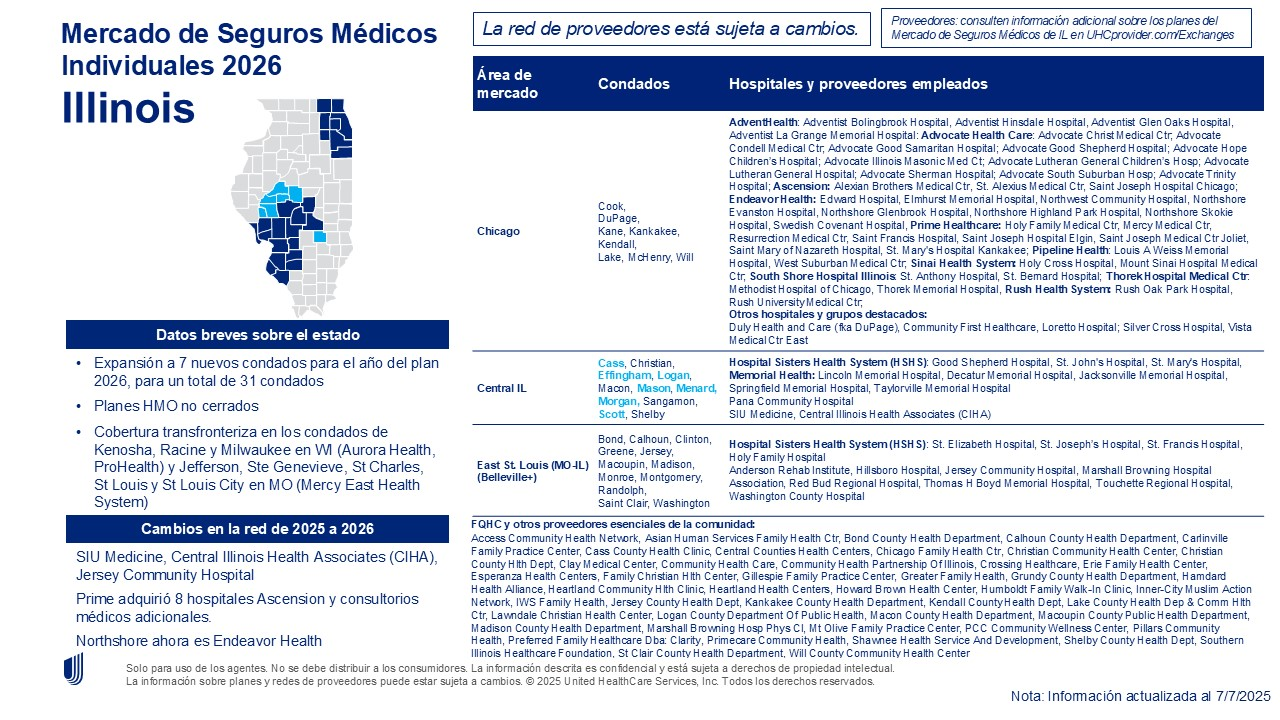 Mercado de Seguros Médicos
Individuales 2026
Illinois
La red de proveedores está sujeta a cambios.
Proveedores: consulten información adicional sobre los planes del
Mercado de Seguros Médicos de IL en UHCprovider.com/Exchanges
Datos breves sobre el estado
• Expansión a 7 nuevos condados para el año del plan
2026, para un total de 31 condados
• Planes HMO no cerrados
• Cobertura transfronteriza en los condados de
Kenosha, Racine y Milwaukee en WI (Aurora Health,
ProHealth) y Jefferson, Ste Genevieve, St Charles,
St Louis y St Louis City en MO (Mercy East Health
System)
Cambios en la red de 2025 a 2026
SIU Medicine, Central Illinois Health Associates (CIHA),
Jersey Community Hospital
Prime adquirió 8 hospitales Ascension y consultorios
médicos adicionales.
Northshore ahora es Endeavor Health
Área de
mercado
Condados
Hospitales y proveedores empleados
Chicago
Cook,
DuPage,
Kane, Kankakee,
Kendall,
Lake, McHenry, Will
AdventHealth: Adventist Bolingbrook Hospital, Adventist Hinsdale Hospital, Adventist Glen Oaks Hospital,
Adventist La Grange Memorial Hospital: Advocate Health Care: Advocate Christ Medical Ctr; Advocate
Condell Medical Ctr; Advocate Good Samaritan Hospital; Advocate Good Shepherd Hospital; Advocate Hope
Children's Hospital; Advocate Illinois Masonic Med Ct; Advocate Lutheran General Children's Hosp; Advocate
Lutheran General Hospital; Advocate Sherman Hospital; Advocate South Suburban Hosp; Advocate Trinity
Hospital; Ascension: Alexian Brothers Medical Ctr, St. Alexius Medical Ctr, Saint Joseph Hospital Chicago;
Endeavor Health: Edward Hospital, Elmhurst Memorial Hospital, Northwest Community Hospital, Northshore
Evanston Hospital, Northshore Glenbrook Hospital, Northshore Highland Park Hospital, Northshore Skokie
Hospital, Swedish Covenant Hospital, Prime Healthcare: Holy Family Medical Ctr, Mercy Medical Ctr,
Resurrection Medical Ctr, Saint Francis Hospital, Saint Joseph Hospital Elgin, Saint Joseph Medical Ctr Joliet,
Saint Mary of Nazareth Hospital, St. Mary's Hospital Kankakee; Pipeline Health: Louis A Weiss Memorial
Hospital, West Suburban Medical Ctr; Sinai Health System: Holy Cross Hospital, Mount Sinai Hospital Medical
Ctr; South Shore Hospital Illinois: St. Anthony Hospital, St. Bernard Hospital; Thorek Hospital Medical Ctr:
Methodist Hospital of Chicago, Thorek Memorial Hospital, Rush Health System: Rush Oak Park Hospital,
Rush University Medical Ctr;
Otros hospitales y grupos destacados:
Duly Health and Care (fka DuPage), Community First Healthcare, Loretto Hospital; Silver Cross Hospital, Vista
Medical Ctr East
Central IL
Cass, Christian,
Effingham, Logan,
Macon, Mason, Menard,
Morgan, Sangamon,
Scott, Shelby
Hospital Sisters Health System (HSHS): Good Shepherd Hospital, St. John's Hospital, St. Mary's Hospital,
Memorial Health: Lincoln Memorial Hospital, Decatur Memorial Hospital, Jacksonville Memorial Hospital,
Springfield Memorial Hospital, Taylorville Memorial Hospital
Pana Community Hospital
SIU Medicine, Central Illinois Health Associates (CIHA)
East St. Louis (MO-IL)
(Belleville+)
Bond, Calhoun, Clinton,
Greene, Jersey,
Macoupin, Madison,
Monroe, Montgomery,
Randolph,
Saint Clair, Washington
Hospital Sisters Health System (HSHS): St. Elizabeth Hospital, St. Joseph's Hospital, St. Francis Hospital,
Holy Family Hospital
Anderson Rehab Institute, Hillsboro Hospital, Jersey Community Hospital, Marshall Browning Hospital
Association, Red Bud Regional Hospital, Thomas H Boyd Memorial Hospital, Touchette Regional Hospital,
Washington County Hospital
FQHC y otros proveedores esenciales de la comunidad:
Access Community Health Network, Asian Human Services Family Health Ctr, Bond County Health Department, Calhoun County Health Department, Carlinville
Family Practice Center, Cass County Health Clinic, Central Counties Health Centers, Chicago Family Health Ctr, Christian Community Health Center, Christian
County Hlth Dept, Clay Medical Center, Community Health Care, Community Health Partnership Of Illinois, Crossing Healthcare, Erie Family Health Center,
Esperanza Health Centers, Family Christian Hlth Center, Gillespie Family Practice Center, Greater Family Health, Grundy County Health Department, Hamdard
Health Alliance, Heartland Community Hlth Clinic, Heartland Health Centers, Howard Brown Health Center, Humboldt Family Walk-In Clinic, Inner-City Muslim Action
Network, IWS Family Health, Jersey County Health Dept, Kankakee County Health Department, Kendall County Health Dept, Lake County Health Dep & Comm Hlth
Ctr, Lawndale Christian Health Center, Logan County Department Of Public Health, Macon County Health Department, Macoupin County Public Health Department,
Madison County Health Department, Marshall Browning Hosp Phys Cl, Mt Olive Family Practice Center, PCC Community Wellness Center, Pillars Community
Health, Preferred Family Healthcare Dba: Clarity, Primecare Community Health, Shawnee Health Service And Development, Shelby County Health Dept, Southern
Illinois Healthcare Foundation, St Clair County Health Department, Will County Community Health Center
Solo para uso de los agentes. No se debe distribuir a los consumidores. La información descrita es confidencial y está sujeta a derechos de propiedad intelectual.
La información sobre planes y redes de proveedores puede estar sujeta a cambios. © 2025 United HealthCare Services, Inc. Todos los derechos reservados.
Nota: Información actualizada al 7/7/2025